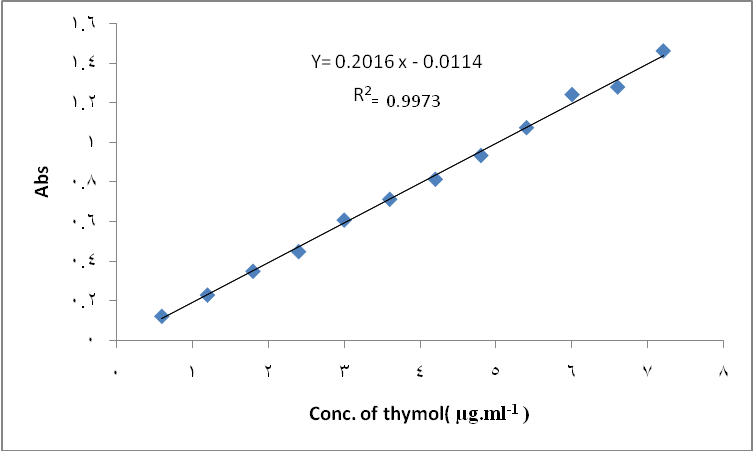 Y= 0.2016 x - 0.0114
R²= 0.9973
Abs
١.٦
١.٤
١.٢
١
٠.٨
٠.٦
٠.٤
٠.٢
٠
٠ ١ ٢ ٣ ٤ ٥ ٦ ٧ ٨
Conc. of thymol( µg.ml⁻¹ )